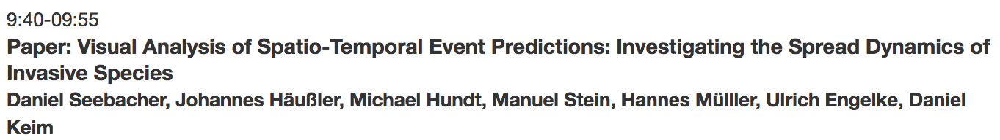 9:40-09:55
Paper: Visual Analysis of Spatio-Temporal Event Predictions: Investigating the Spread Dynamics of
Invasive Species
Daniel Seebacher, Johannes Häußler, Michael Hundt, Manuel Stein, Hannes Mülller, Ulrich Engelke, Daniel
Keim